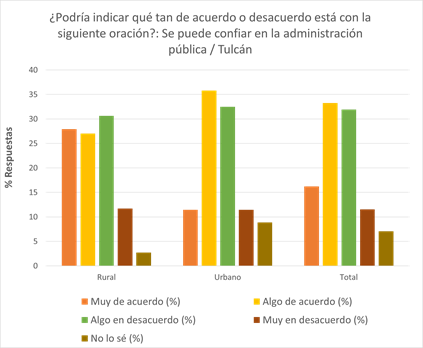 ¿Podría indicar qué tan de acuerdo o desacuerdo está con la
siguiente oración?: Se puede confiar en la administración
pública / Tulcán
% Respuestas
40
35
30
25
20
15
10
5
0
Rural Urbano Total
Muy de acuerdo (%) Algo de acuerdo (%)
Algo en desacuerdo (%) Muy en desacuerdo (%)
No lo sé (%)